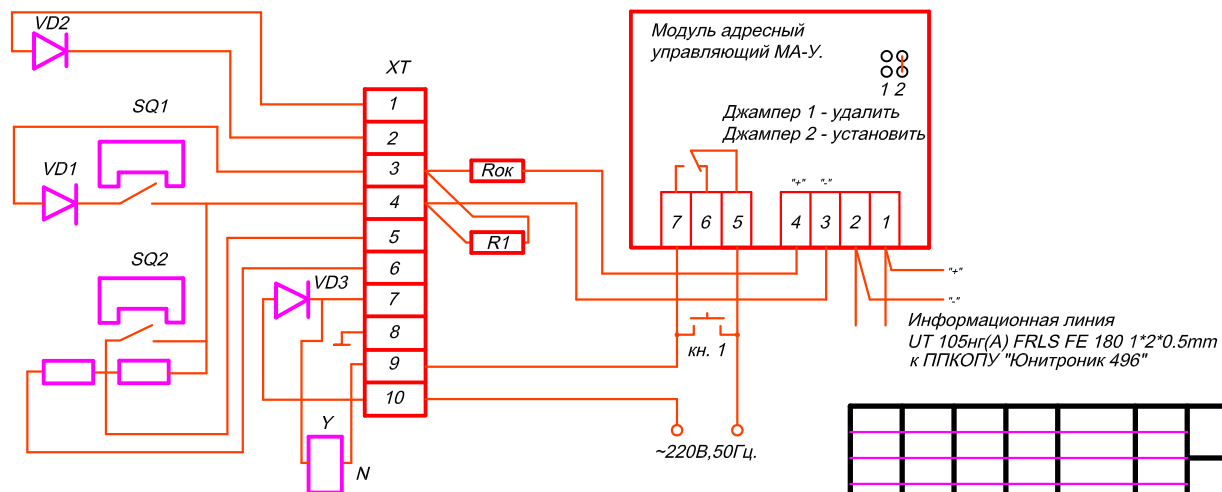 VD2
SQ1
VD1
SQ2
VD3
Y
N
XT
1
2
3
4
5
6
7
8
9
10
Rок
R1
Модуль адресный
управляющий МА-У.
1 2
Джампер 1 - удалить
Джампер 2 - установить
"+" "-"
7 6 5 4 3 2 1
"+"
"-"
кн. 1
~220В,50Гц.
Информационная линия
UT 105нг(А) FRLS FE 180 1*2*0.5mm
к ППКОПУ "Юнитроник 496"